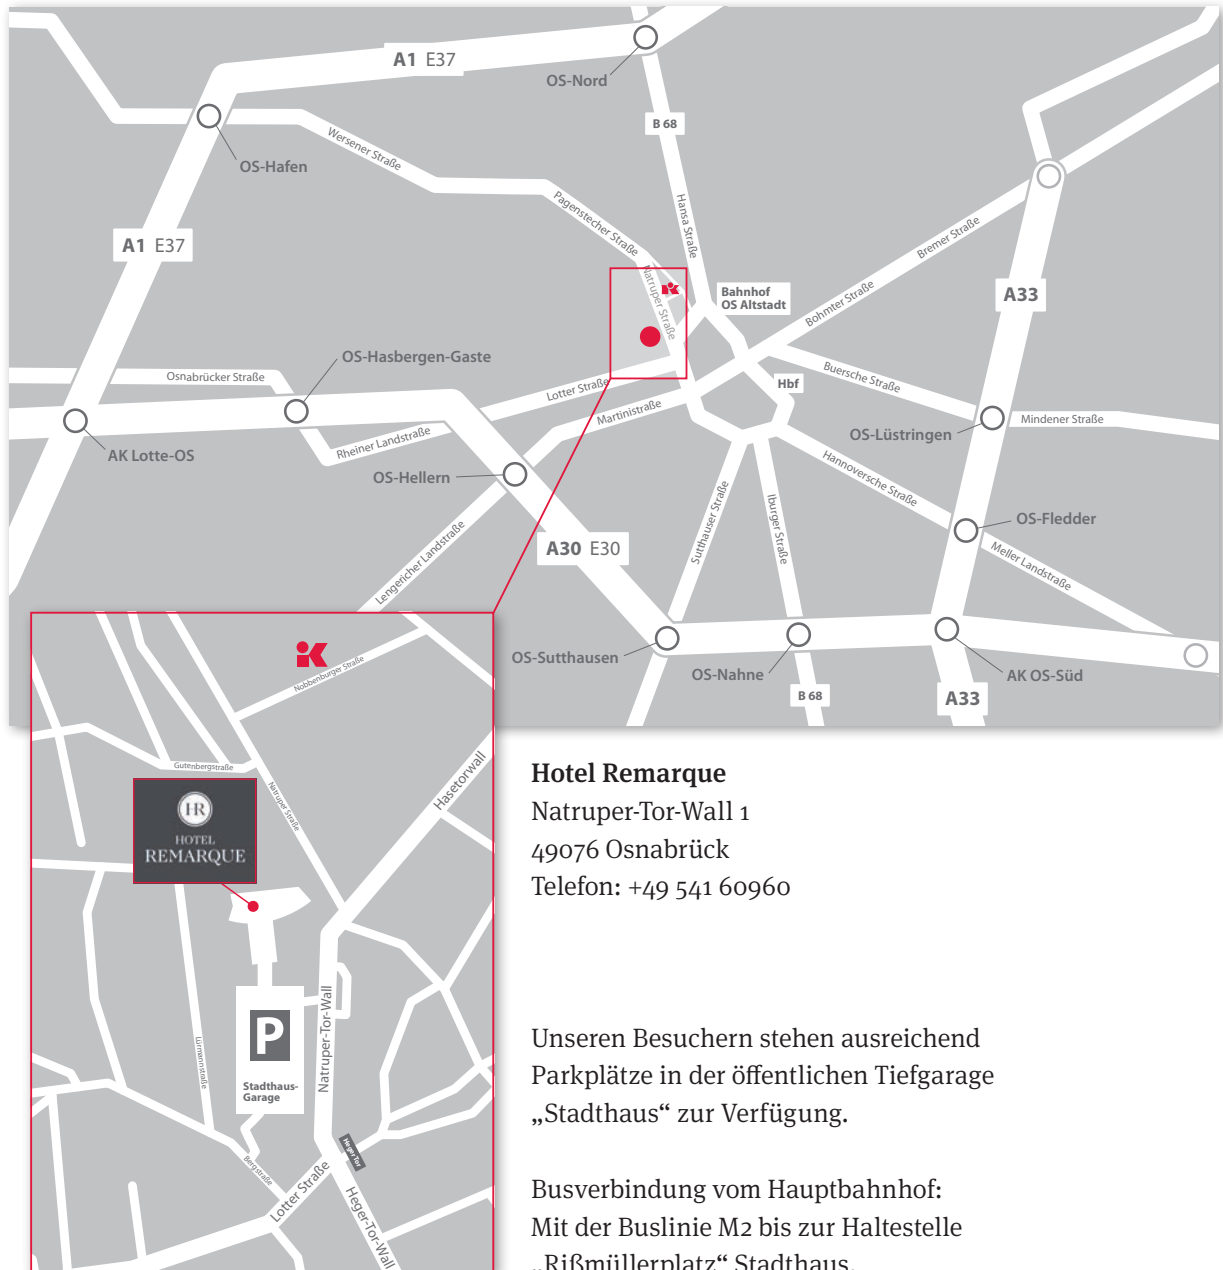 A1 E37
OS-Nord
B 68
Wersener Straße
OS-Hafen
Pagenstecher Straße
Hansa Straße
A1 E37
Bremer Straße
Natruper Straße
Bahnhof
OS Altstadt
A33
Bohmter Straße
OS-Hasbergen-Gaste
Osnabrücker Straße
Lotter Straße
Hbf
Buersche Straße
Martinistraße
Mindener Straße
OS-Lüstringen
AK Lotte-OS
Rheiner Landstraße
OS-Hellern
Hannoversche Straße
Sutthauser Straße
Iburger Straße
OS-Fledder
A30 E30
Lengericher Landstraße
Meller Landstraße
OS-Sutthausen
OS-Nahne
AK OS-Süd
B 68
A33
Nobbenburger Straße
Gutenbergstraße
Natruper Straße
Hasetorwall
HR
HOTEL
REMARQUE
P
Stadthaus-
Garage
Natruper-Tor-Wall
Lürmannstraße
Bergstraße
Heger Tor
Lotter Straße
Heger-Tor-Wall
Hotel Remarque
Natruper-Tor-Wall 1
49076 Osnabrück
Telefon: +49 541 60960
Unseren Besuchern stehen ausreichend
Parkplätze in der öffentlichen Tiefgarage
„Stadthaus“ zur Verfügung.
Busverbindung vom Hauptbahnhof:
Mit der Buslinie M2 bis zur Haltestelle
„Rißmüllerplatz“ Stadthaus.